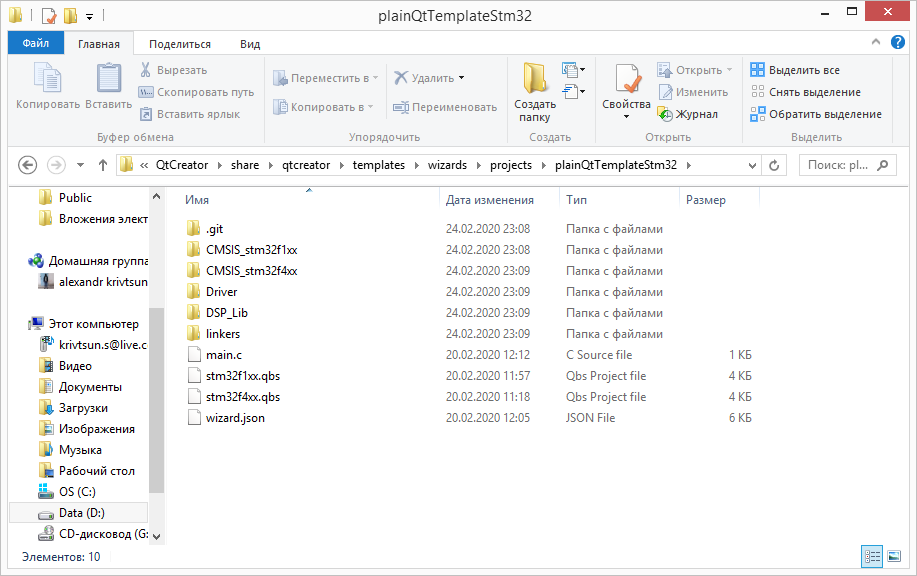 plainQtTemplateStm32
Файл Главная Поделиться Вид
Копировать Вставить Вырезать Скопировать путь Вставить ярлык
Буфер обмена
Переместить в Копировать в Удалить Переименовать
Упорядочить
Создать папку
Создать
Свойства Открыть Изменить Журнал
Открыть
Выделить все Снять выделение Обратить выделение
Выделить
« QtCreator share qtcreator templates wizards projects plainQtTemplateStm32 Поиск: pl...
Public
Вложения элект
Домашняя группа
alexandr krivtsun
Этот компьютер
krivtsun.s@live.c
Видео
Документы
Загрузки
Изображения
Музыка
Рабочий стол
OS (C:)
Data (D:)
CD-дисковод (G:
Имя Дата изменения Тип Размер
.git 24.02.2020 23:08 Папка с файлами
CMSIS_stm32f1xx 24.02.2020 23:08 Папка с файлами
CMSIS_stm32f4xx 24.02.2020 23:09 Папка с файлами
Driver 24.02.2020 23:09 Папка с файлами
DSP_Lib 24.02.2020 23:09 Папка с файлами
linkers 24.02.2020 23:09 Папка с файлами
main.c 20.02.2020 12:12 C Source file 1 КБ
stm32f1xx.qbs 20.02.2020 11:57 Qbs Project file 4 КБ
stm32f4xx.qbs 20.02.2020 11:18 Qbs Project file 4 КБ
wizard.json 20.02.2020 12:05 JSON File 6 КБ
Элементов: 10